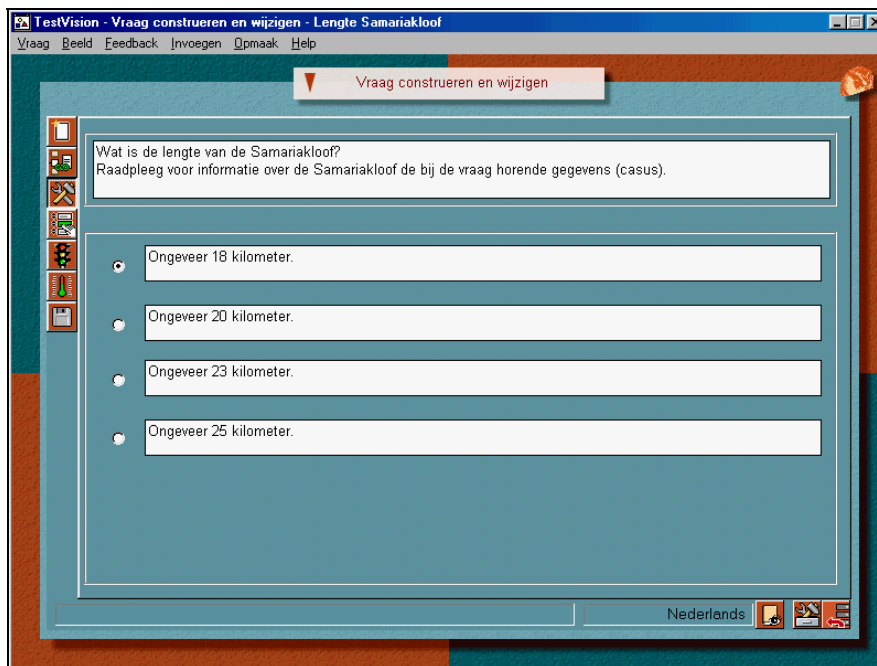 TestVision - Vraag construeren en wijzigen - Lengte Samariakloof
Vraag Beeld Feedback Invoegen Opmaak Help
Vraag construeren en wijzigen
Wat is de lengte van de Samariakloof?
Raadpleeg voor informatie over de Samariakloof de bij de vraag horende gegevens (casus).
Ongeveer 18 kilometer.
Ongeveer 20 kilometer.
Ongeveer 23 kilometer.
Ongeveer 25 kilometer.
Nederlands